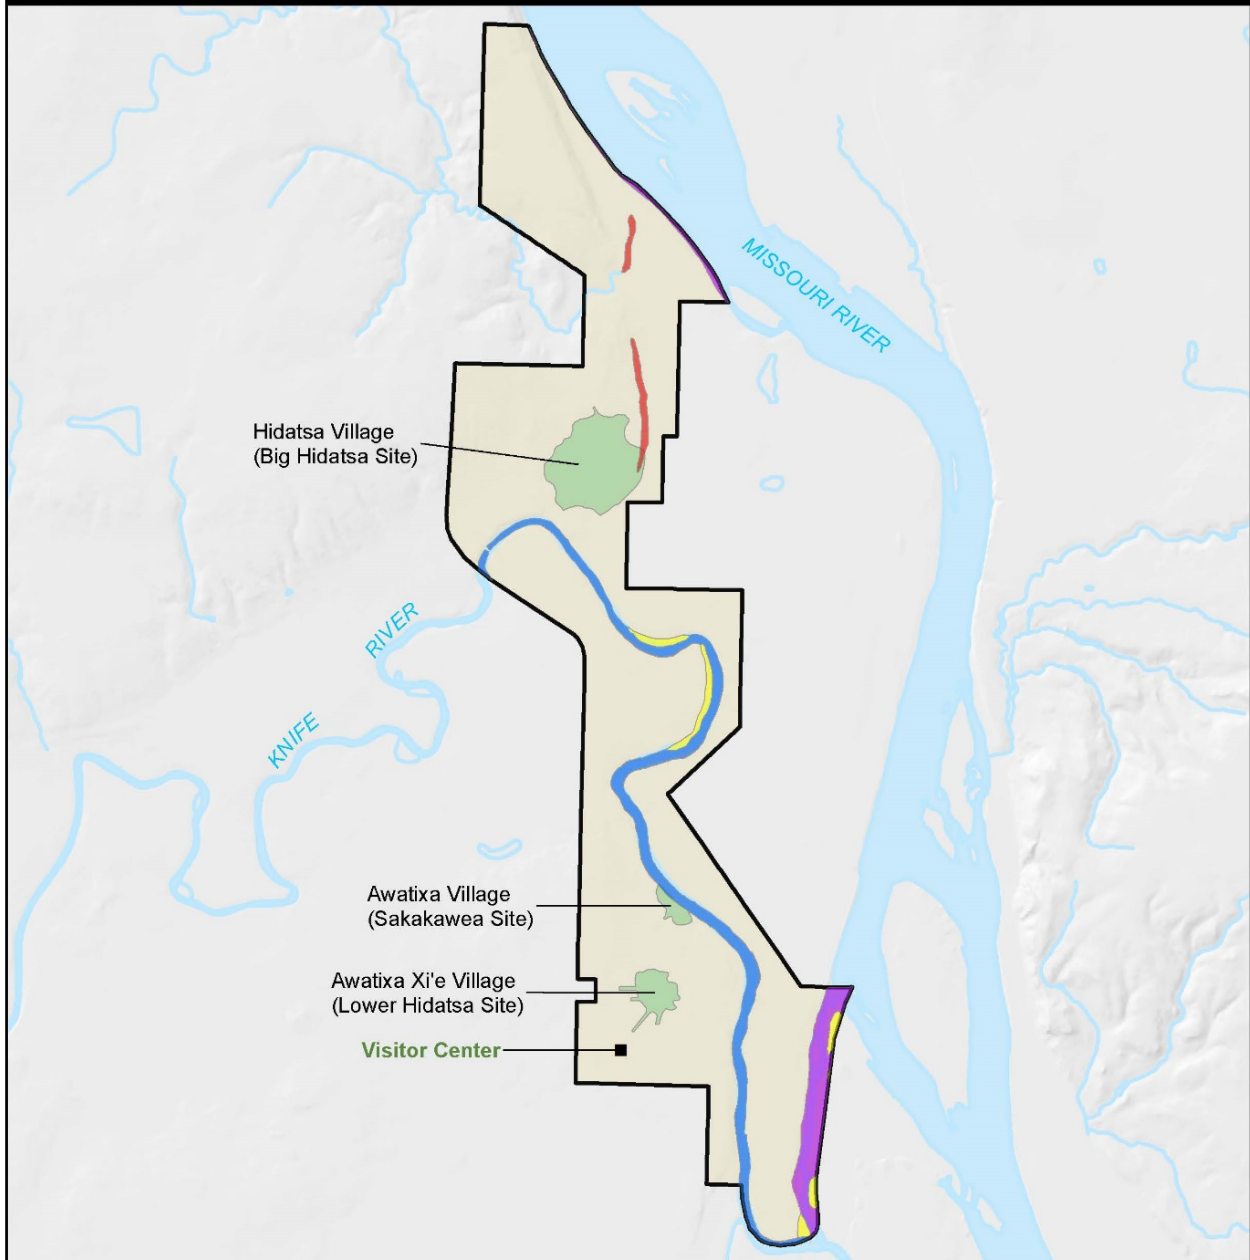 MISSOURI RIVER
Hidatsa Village
(Big Hidatsa Site)
RIVER
KNIFE
Awatixa Village
(Sakakawea Site)
Awatixa Xi'e Village
(Lower Hidatsa Site)
Visitor Center